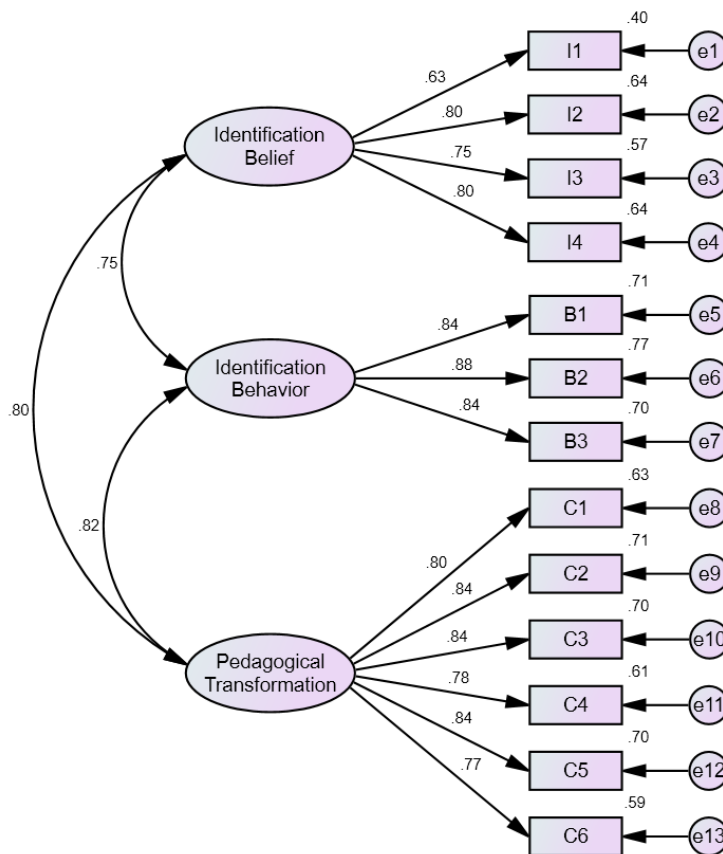 .40
I1
e1
.63
.64
I2
e2
.80
Identification
Belief
.57
I3
e3
.75
.64
I4
e4
.80
.75
.71
B1
e5
.84
.77
B2
e6
.88
Identification
Behavior
.70
B3
e7
.84
.80
.82
.63
C1
e8
.80
.71
C2
e9
.84
.70
C3
e10
.84
Pedagogical
Transformation
.61
C4
e11
.78
.70
C5
e12
.84
.59
C6
e13
.77